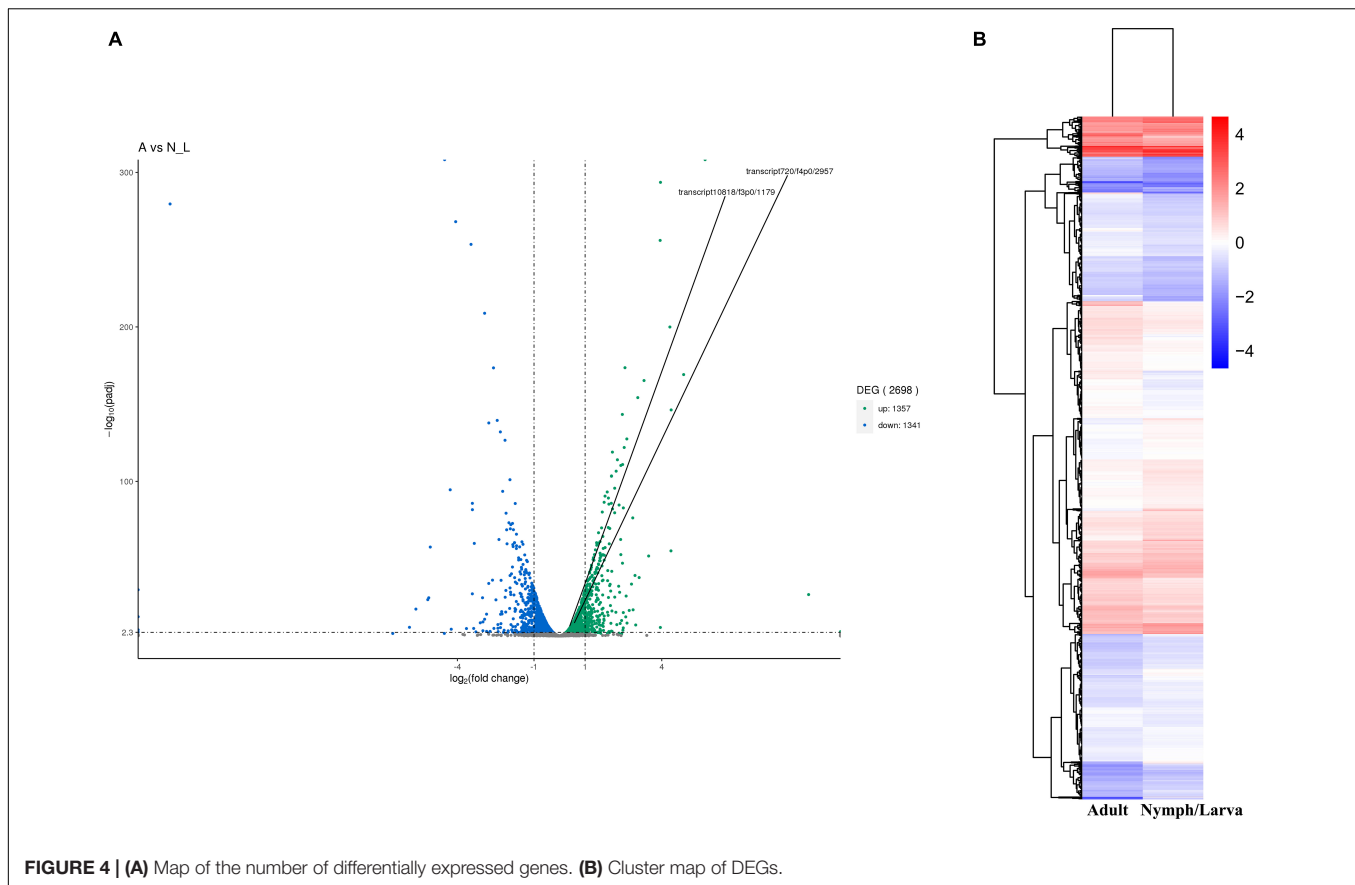 A
A vs N_L
300
200
100
2.3
−log10(padj)
-4
-1
1
4
log2(fold change)
transcript720/f4p0/2957
transcript10818/f3p0/1179
DEG ( 2698 )
up: 1357
down: 1341
B
4
2
0
−2
−4
Adult Nymph/Larva
FIGURE 4 | (A) Map of the number of differentially expressed genes. (B) Cluster map of DEGs.